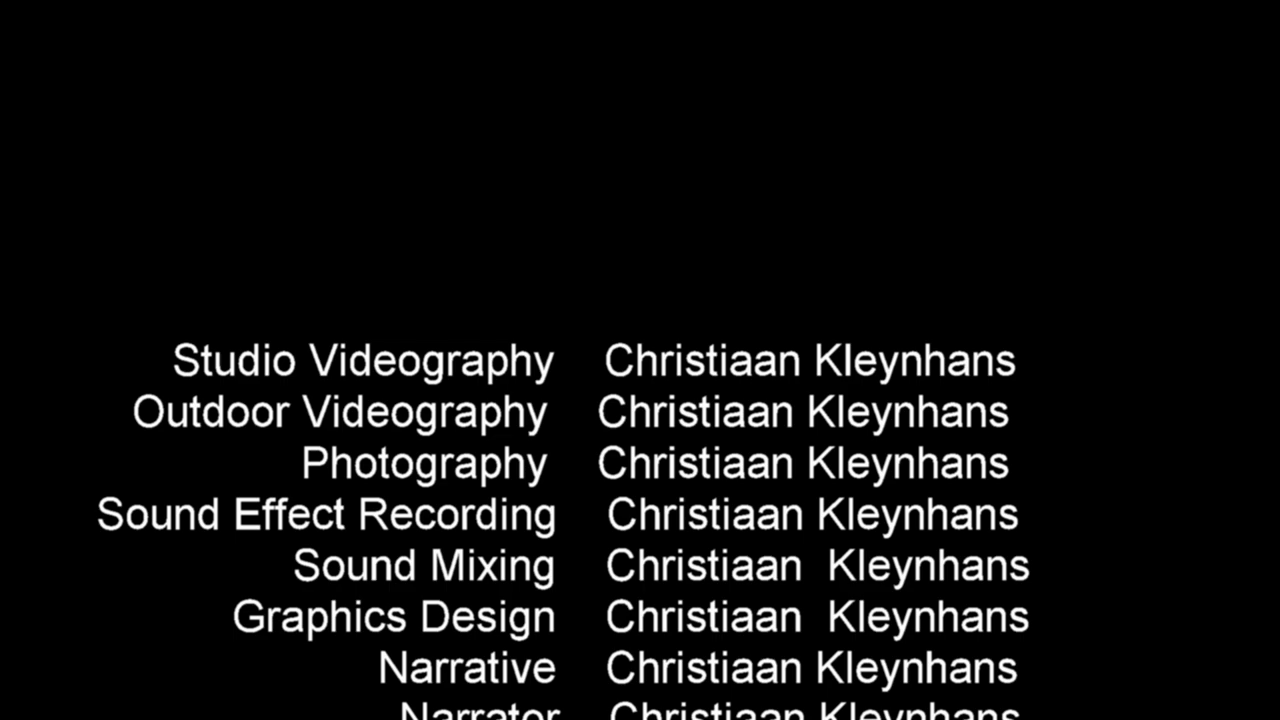 Studio Videography Christiaan Kleynhans
Outdoor Videography Christiaan Kleynhans
Photography Christiaan Kleynhans
Sound Effect Recording Christiaan Kleynhans
Sound Mixing Christiaan Kleynhans
Graphics Design Christiaan Kleynhans
Narrative Christiaan Kleynhans
Narrator Christiaan Kleynhans